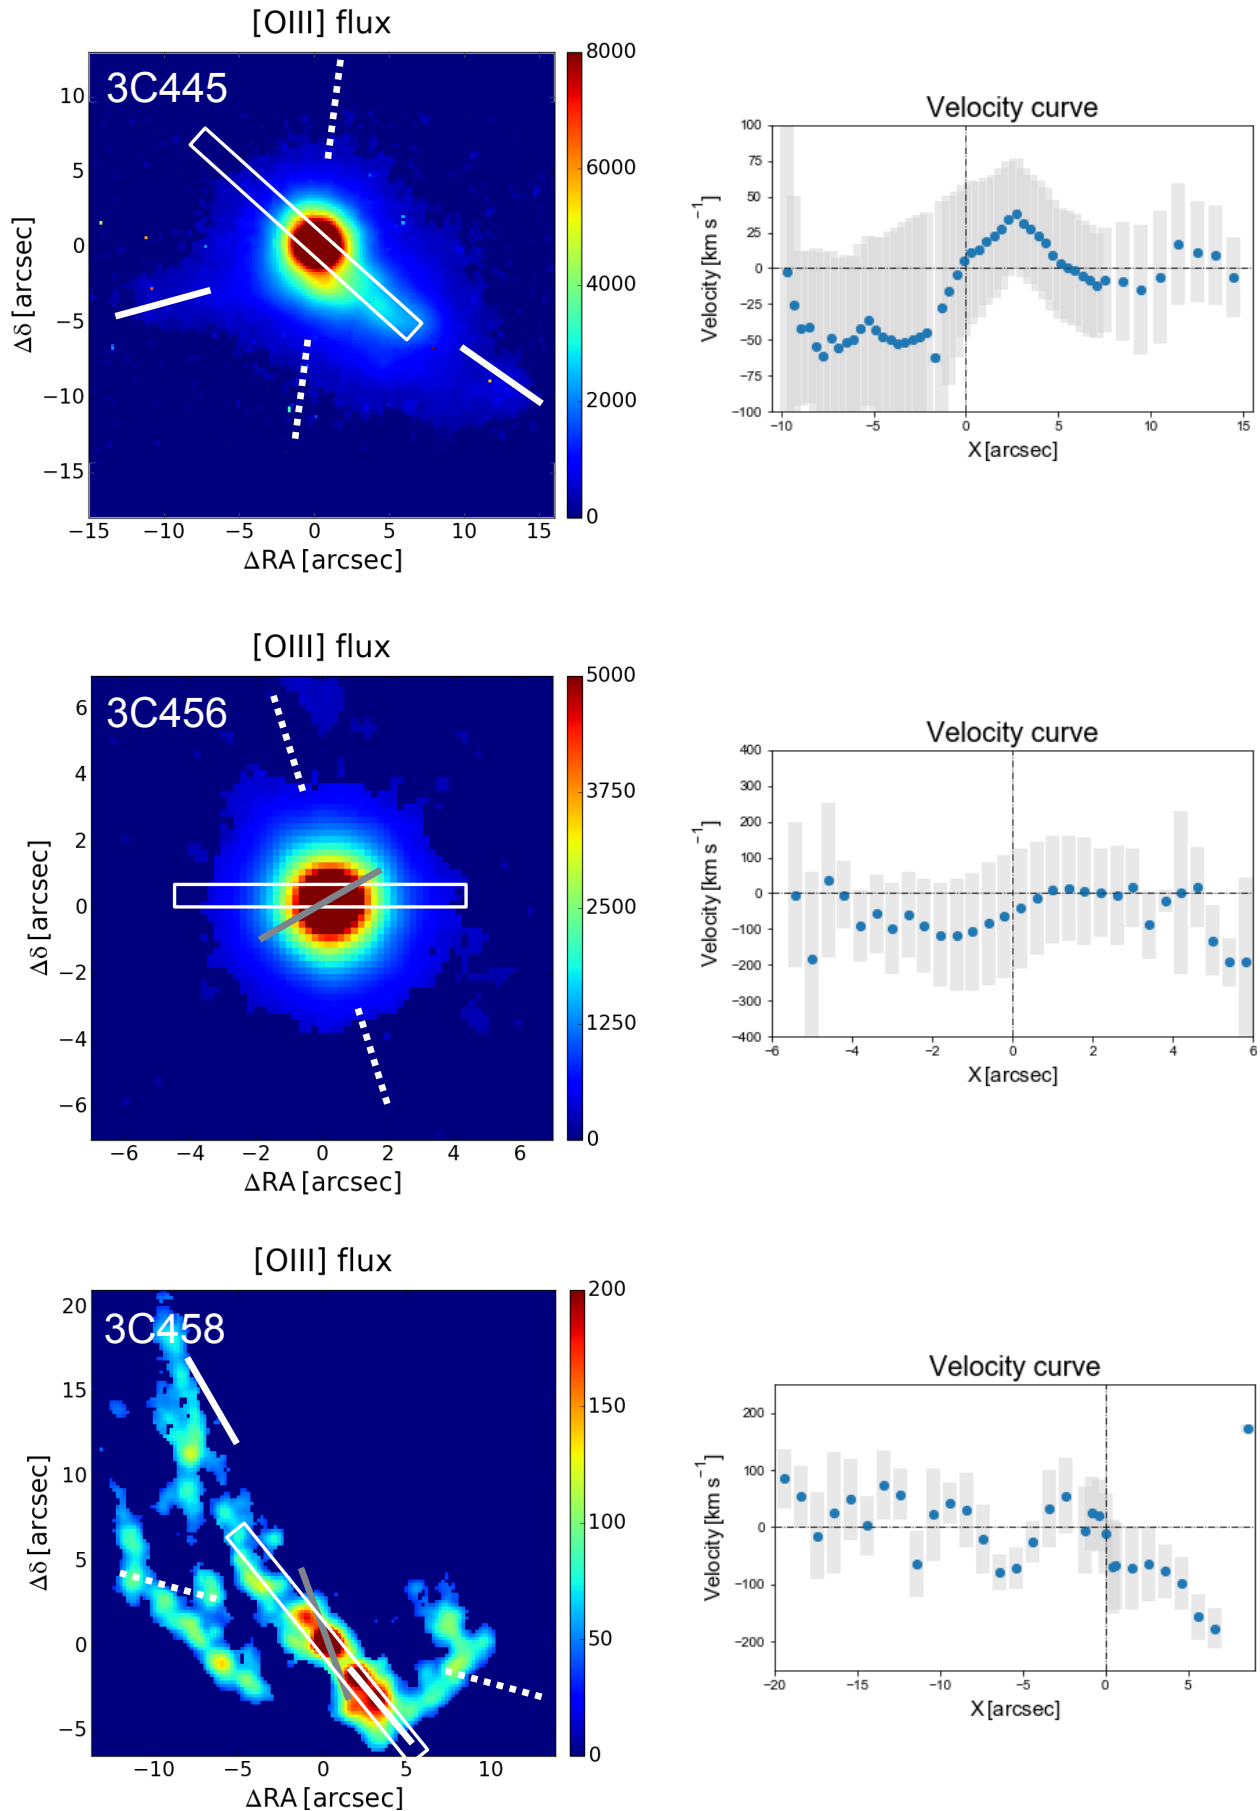 [OIII] flux
3C445
10
5
0
−5
−10
−15
−15 −10 −5 0 5 10 15
Δδ [arcsec]
ΔRA [arcsec]
8000
6000
4000
2000
0
Velocity curve
100
75
50
25
0
−25
−50
−75
−100
−10 −5 0 5 10 15
Velocity [km s⁻¹]
X [arcsec]
[OIII] flux
3C456
6
4
2
0
−2
−4
−6
−6 −4 −2 0 2 4 6
Δδ [arcsec]
ΔRA [arcsec]
5000
3750
2500
1250
0
Velocity curve
400
300
200
100
0
−100
−200
−300
−400
−6 −4 −2 0 2 4 6
Velocity [km s⁻¹]
X [arcsec]
[OIII] flux
3C458
20
15
10
5
0
−5
−10 −5 0 5 10
Δδ [arcsec]
ΔRA [arcsec]
200
150
100
50
0
Velocity curve
200
100
0
−100
−200
−20 −15 −10 −5 0 5
Velocity [km s⁻¹]
X [arcsec]